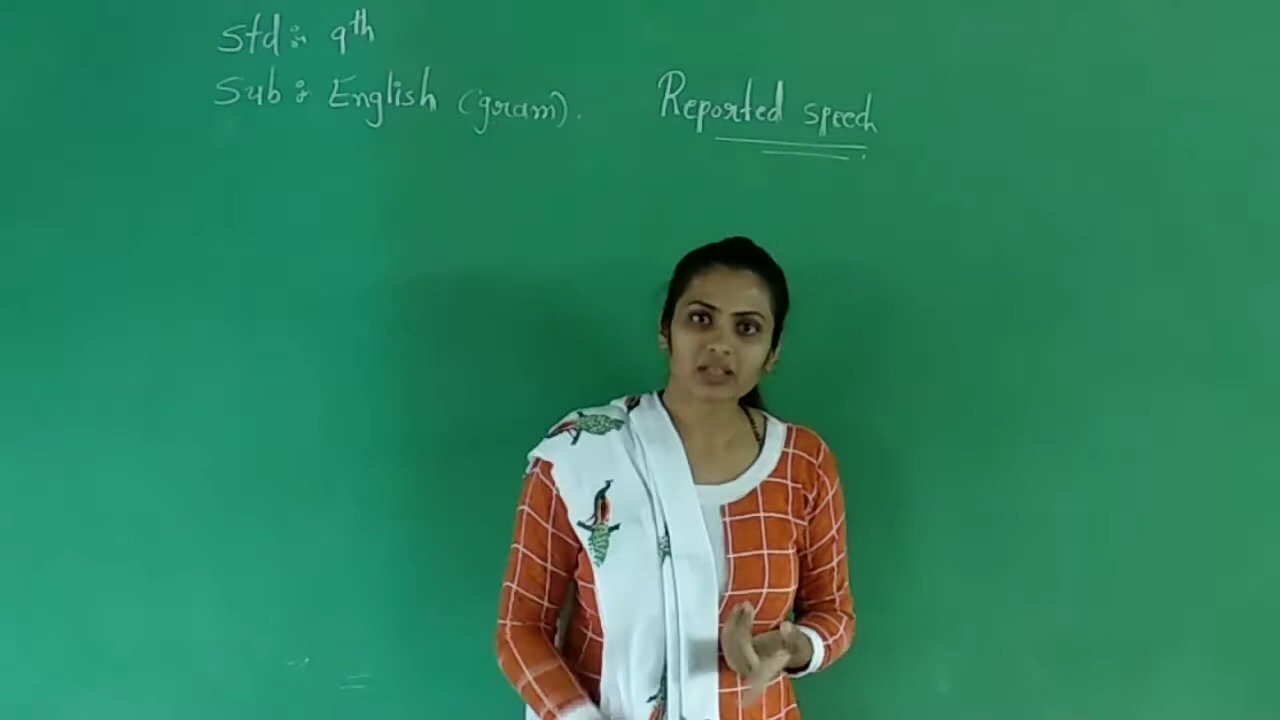 Std :- 9th
Sub :- English (gram).
Reported speech